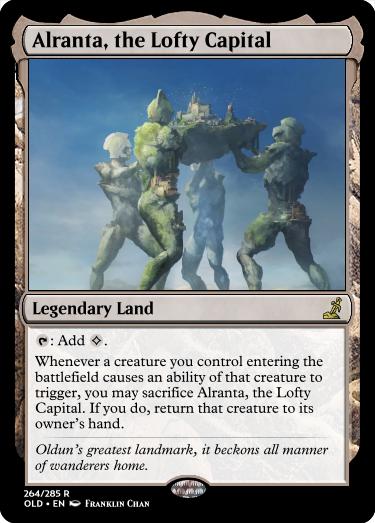 Alranta, the Lofty Capital
Legendary Land
: Add .
Whenever a creature you control entering the
battlefield causes an ability of that creature to
trigger, you may sacrifice Alranta, the Lofty
Capital. If you do, return that creature to its
owner's hand.
Oldun's greatest landmark, it beckons all manner
of wanderers home.
264/285 R
OLD • EN Franklin Chan